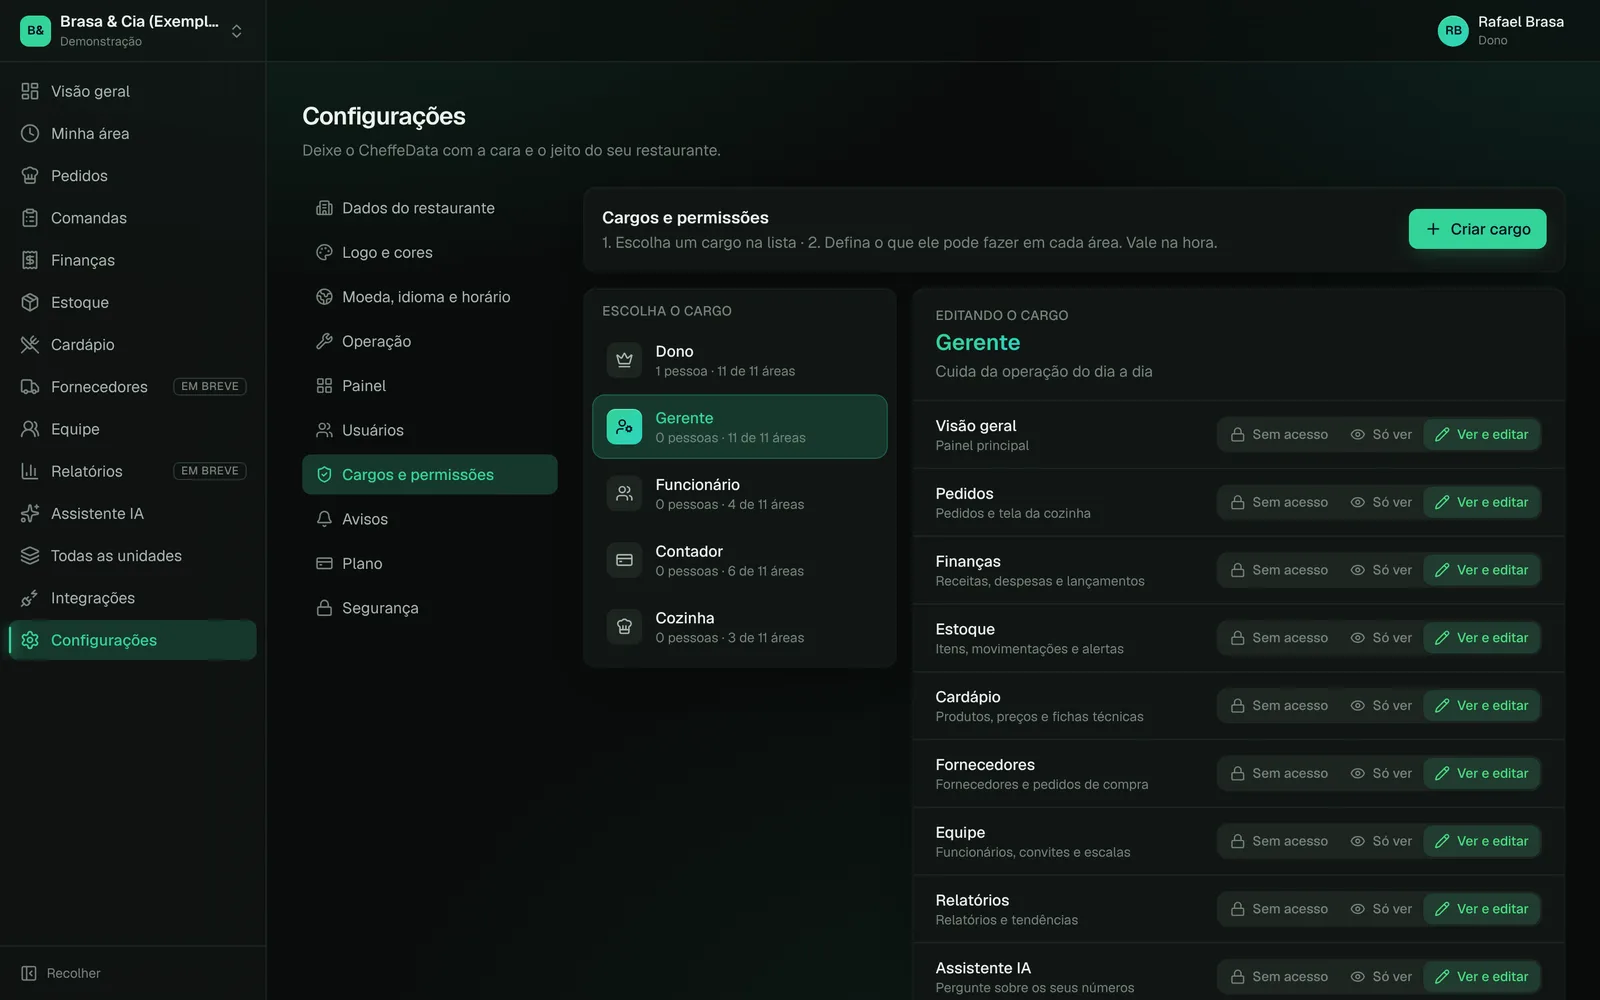 B&
Brasa & Cia (Exempl...
Demonstração
RB
Rafael Brasa
Dono
Visão geral
Minha área
Pedidos
Comandas
Finanças
Estoque
Cardápio
Fornecedores
EM BREVE
Equipe
Relatórios
EM BREVE
Assistente IA
Todas as unidades
Integrações
Configurações
Recolher
Configurações
Deixe o CheffeData com a cara e o jeito do seu restaurante.
Dados do restaurante
Logo e cores
Moeda, idioma e horário
Operação
Painel
Usuários
Cargos e permissões
Avisos
Plano
Segurança
Cargos e permissões
1. Escolha um cargo na lista · 2. Defina o que ele pode fazer em cada área. Vale na hora.
+ Criar cargo
ESCOLHA O CARGO
Dono
1 pessoa · 11 de 11 áreas
Gerente
0 pessoas · 11 de 11 áreas
Funcionário
0 pessoas · 4 de 11 áreas
Contador
0 pessoas · 6 de 11 áreas
Cozinha
0 pessoas · 3 de 11 áreas
EDITANDO O CARGO
Gerente
Cuida da operação do dia a dia
Visão geral
Painel principal
Sem acesso Só ver Ver e editar
Pedidos
Pedidos e tela da cozinha
Sem acesso Só ver Ver e editar
Finanças
Receitas, despesas e lançamentos
Sem acesso Só ver Ver e editar
Estoque
Itens, movimentações e alertas
Sem acesso Só ver Ver e editar
Cardápio
Produtos, preços e fichas técnicas
Sem acesso Só ver Ver e editar
Fornecedores
Fornecedores e pedidos de compra
Sem acesso Só ver Ver e editar
Equipe
Funcionários, convites e escalas
Sem acesso Só ver Ver e editar
Relatórios
Relatórios e tendências
Sem acesso Só ver Ver e editar
Assistente IA
Pergunte sobre os seus números
Sem acesso Só ver Ver e editar